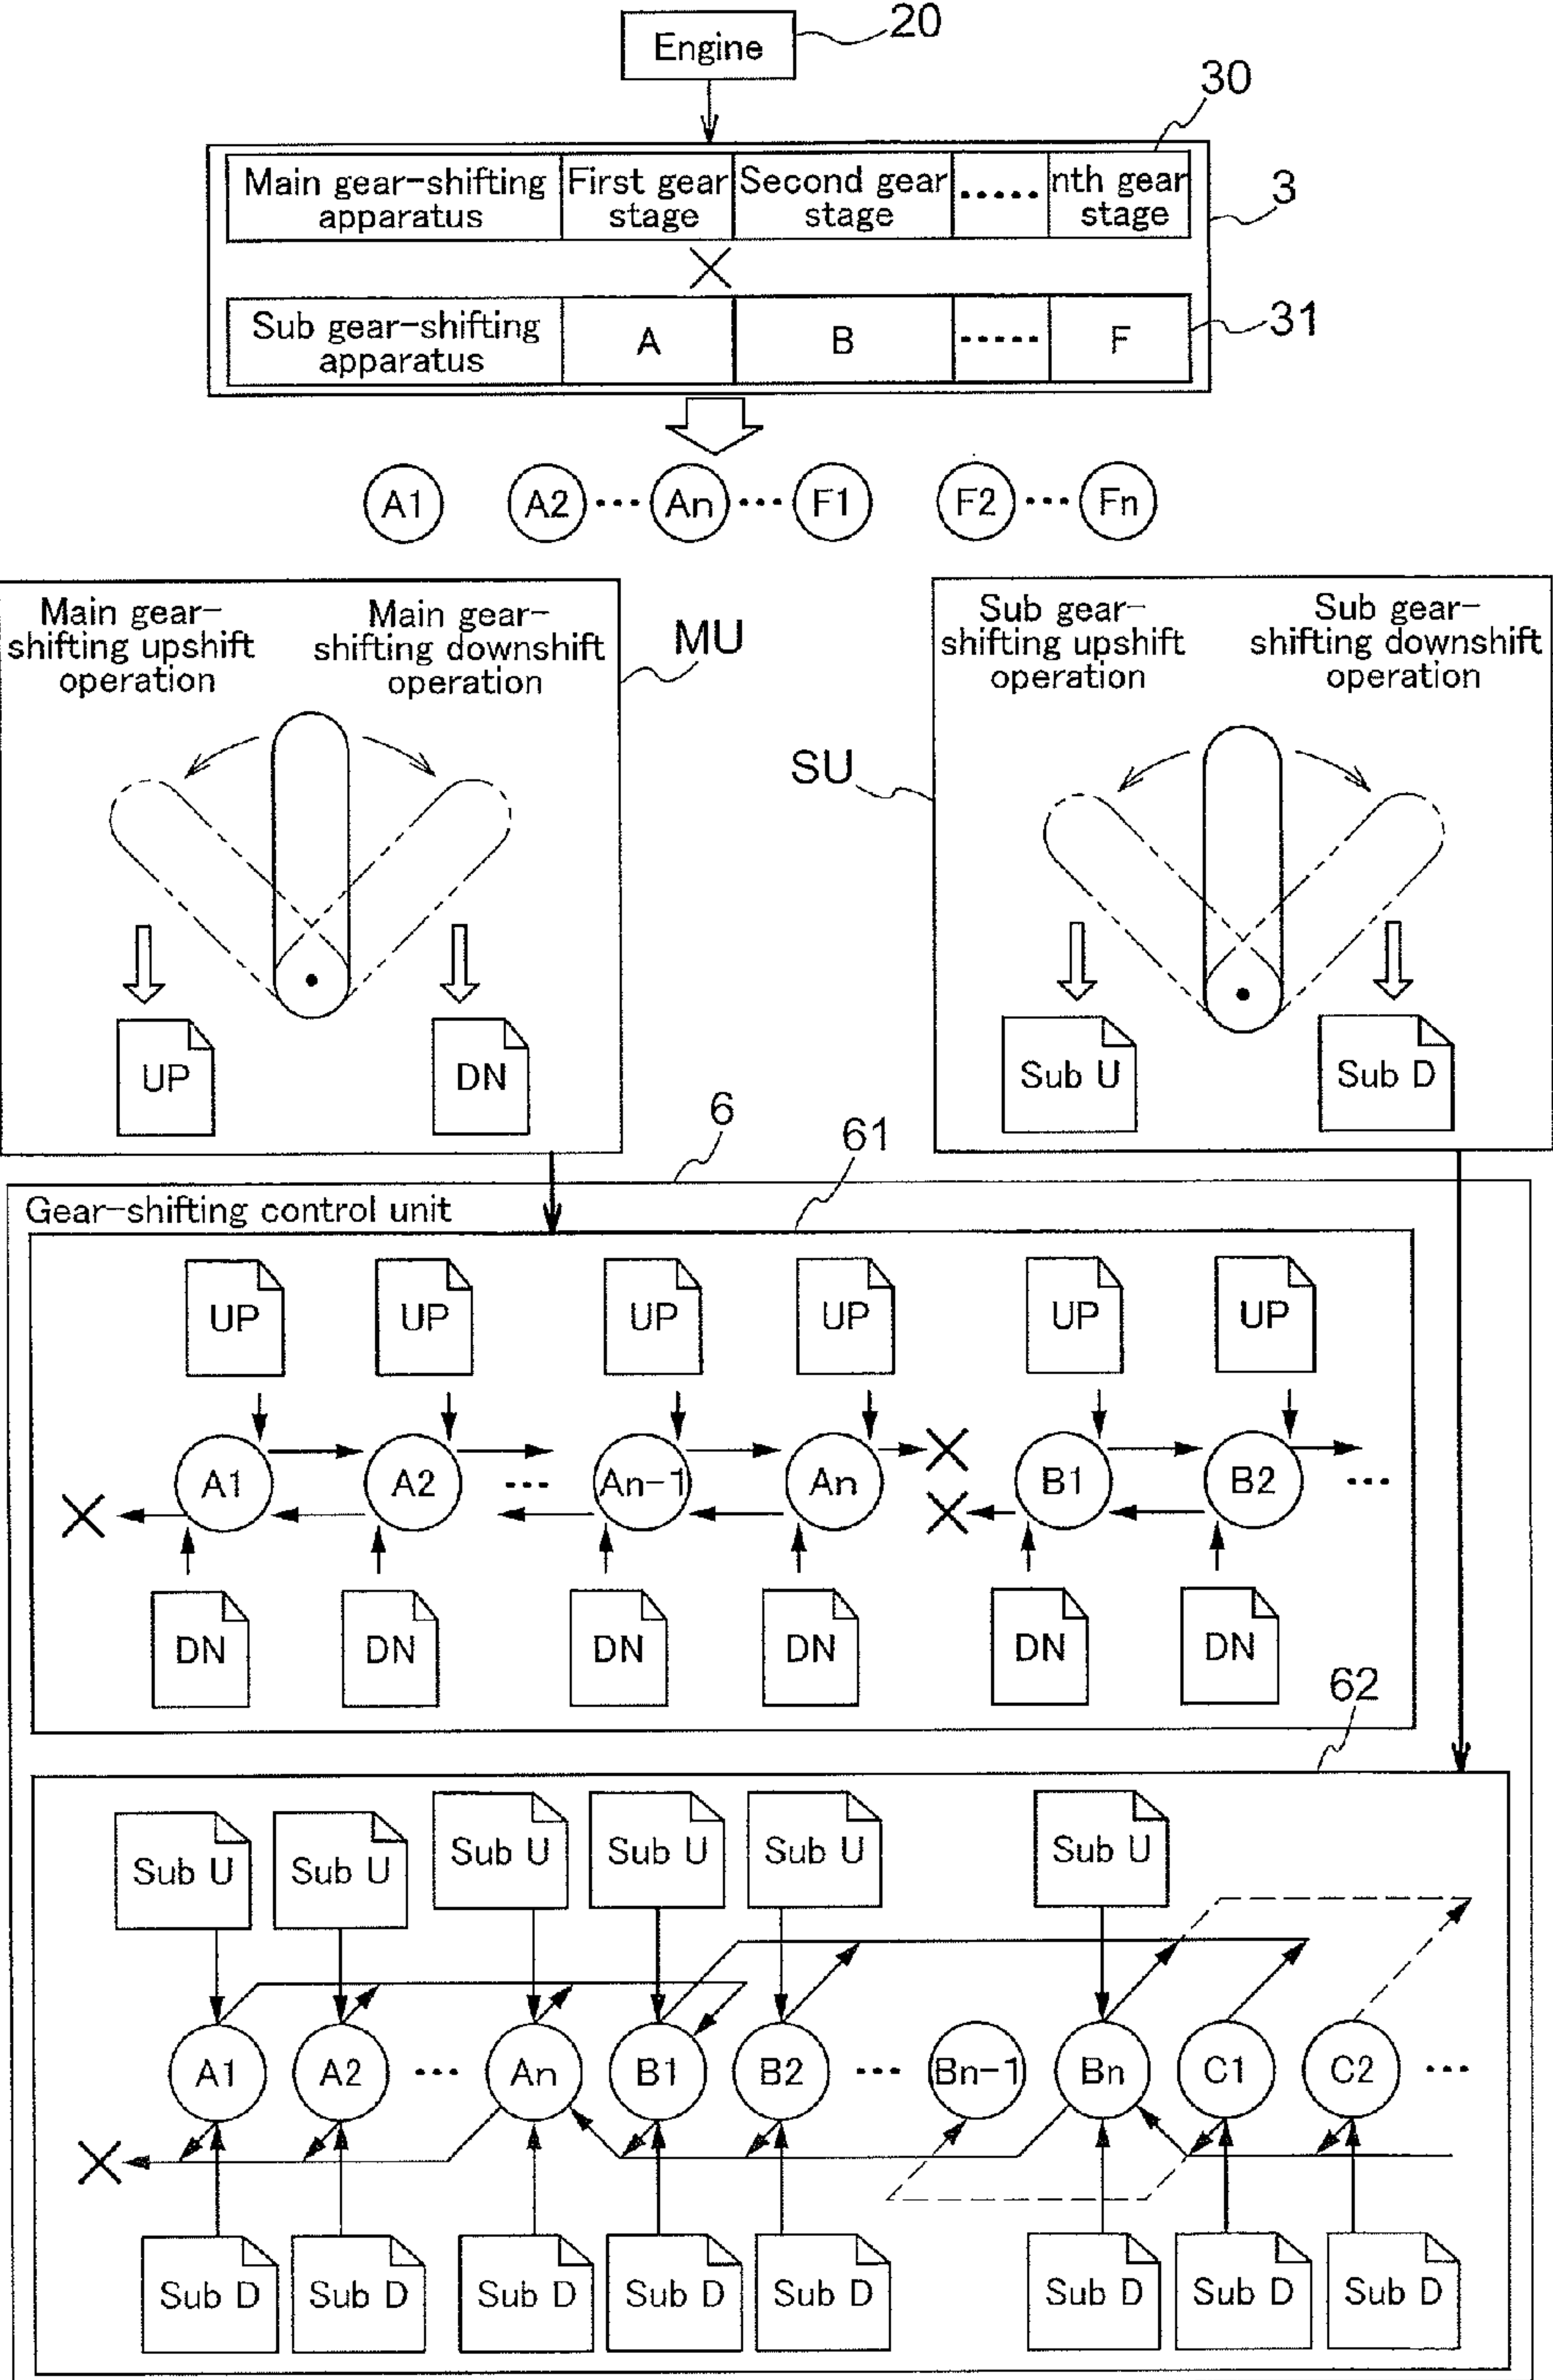 Engine
20
30
Main gear-shifting
apparatus
First gear
stage
Second gear
stage
.....
nth gear
stage
3
Sub gear-shifting
apparatus
A
B
.....
F
31
A1
A2
...
An
...
F1
F2
...
Fn
Main gear-
shifting upshift
operation
Main gear-
shifting downshift
operation
MU
UP
DN
Sub gear-
shifting upshift
operation
Sub gear-
shifting downshift
operation
SU
Sub U
Sub D
6
61
Gear-shifting control unit
UP
UP
UP
UP
UP
UP
A1
A2
...
An-1
An
B1
B2
...
DN
DN
DN
DN
DN
DN
62
Sub U
Sub U
Sub U
Sub U
Sub U
Sub U
A1
A2
...
An
B1
B2
...
Bn-1
Bn
C1
C2
...
Sub D
Sub D
Sub D
Sub D
Sub D
Sub D
Sub D
Sub D